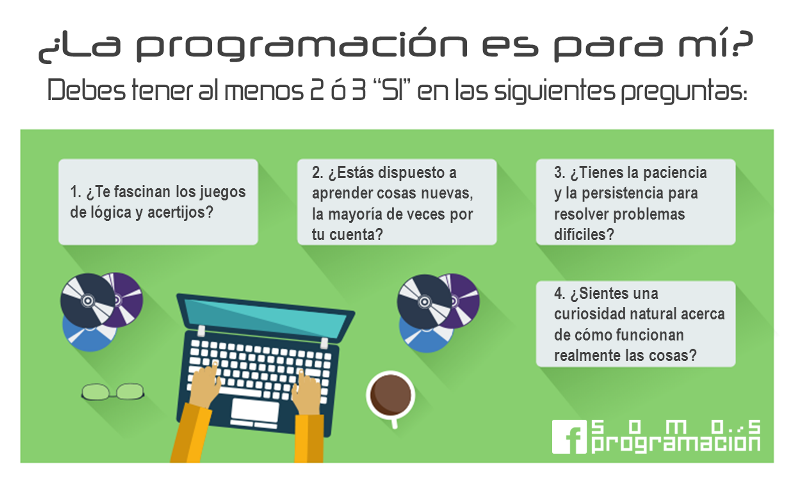 ¿La programación es para mí?
Debes tener al menos 2 ó 3 “SI” en las siguientes preguntas:
1. ¿Te fascinan los juegos
de lógica y acertijos?
2. ¿Estás dispuesto a
aprender cosas nuevas,
la mayoría de veces por
tu cuenta?
3. ¿Tienes la paciencia
y la persistencia para
resolver problemas
difíciles?
4. ¿Sientes una
curiosidad natural acerca
de cómo funcionan
realmente las cosas?
f
somos
programación